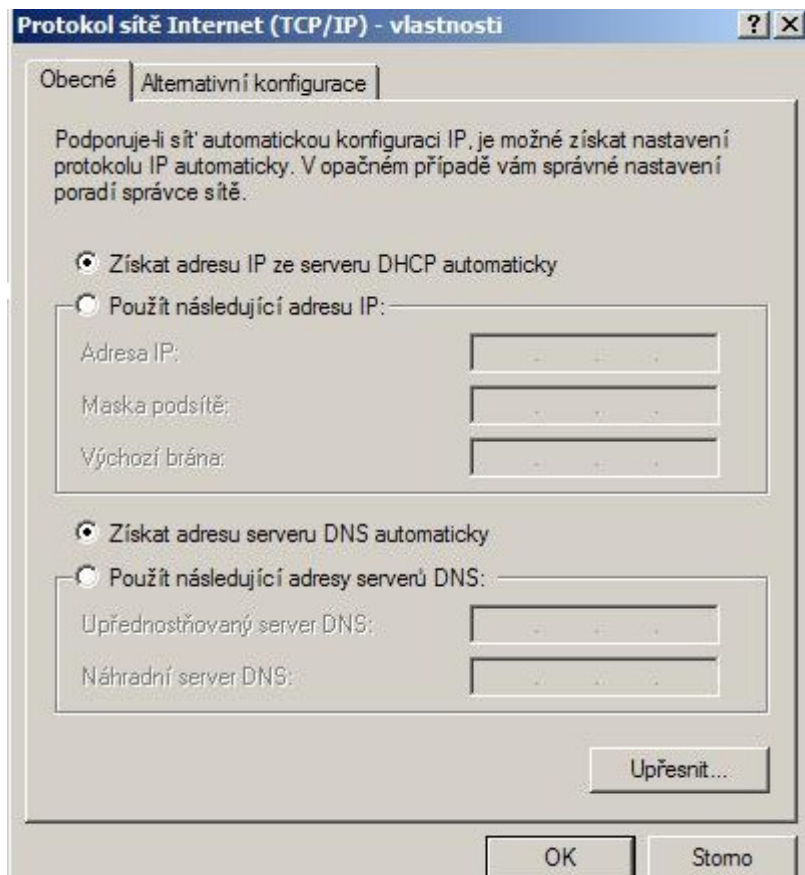 Protokol sítě Internet (TCP/IP) - vlastnosti
Obecné
Alternativní konfigurace
Podporuje-li síť automatickou konfiguraci IP, je možné získat nastavení
protokolu IP automaticky. V opačném případě vám správné nastavení
poradí správce sítě.
Získat adresu IP ze serveru DHCP automaticky
Použít následující adresu IP:
Adresa IP:
Maska podsítě:
Výchozí brána:
Získat adresu serveru DNS automaticky
Použít následující adresy serverů DNS:
Upřednostňovaný server DNS:
Náhradní server DNS:
Upřesnit...
OK
Storno